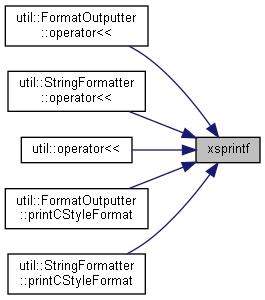 util::FormatOutputter
::operator<<
util::StringFormatter
::operator<<
util::operator<<
xsprintf
util::FormatOutputter
::printCStyleFormat
util::StringFormatter
::printCStyleFormat